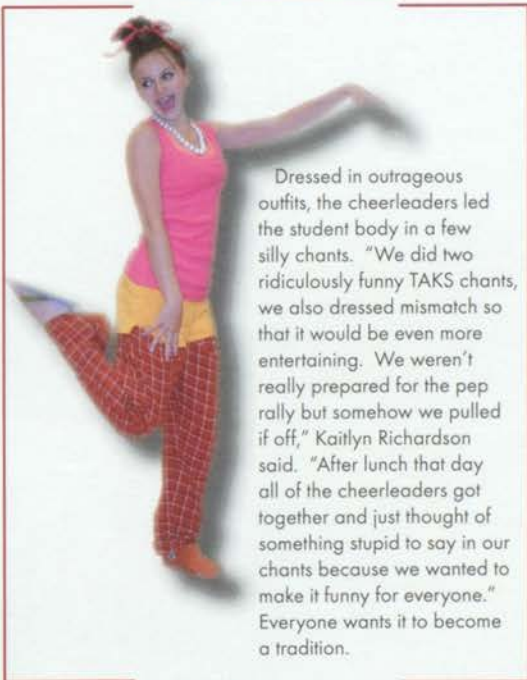 Dressed in outrageous
outfits, the cheerleaders led
the student body in a few
silly chants. "We did two
ridiculously funny TAKS chants,
we also dressed mismatch so
that it would be even more
entertaining. We weren't
really prepared for the pep
rally but somehow we pulled
if off," Kaitlyn Richardson
said. "After lunch that day
all of the cheerleaders got
together and just thought of
something stupid to say in our
chants because we wanted to
make it funny for everyone."
Everyone wants it to become
a tradition.